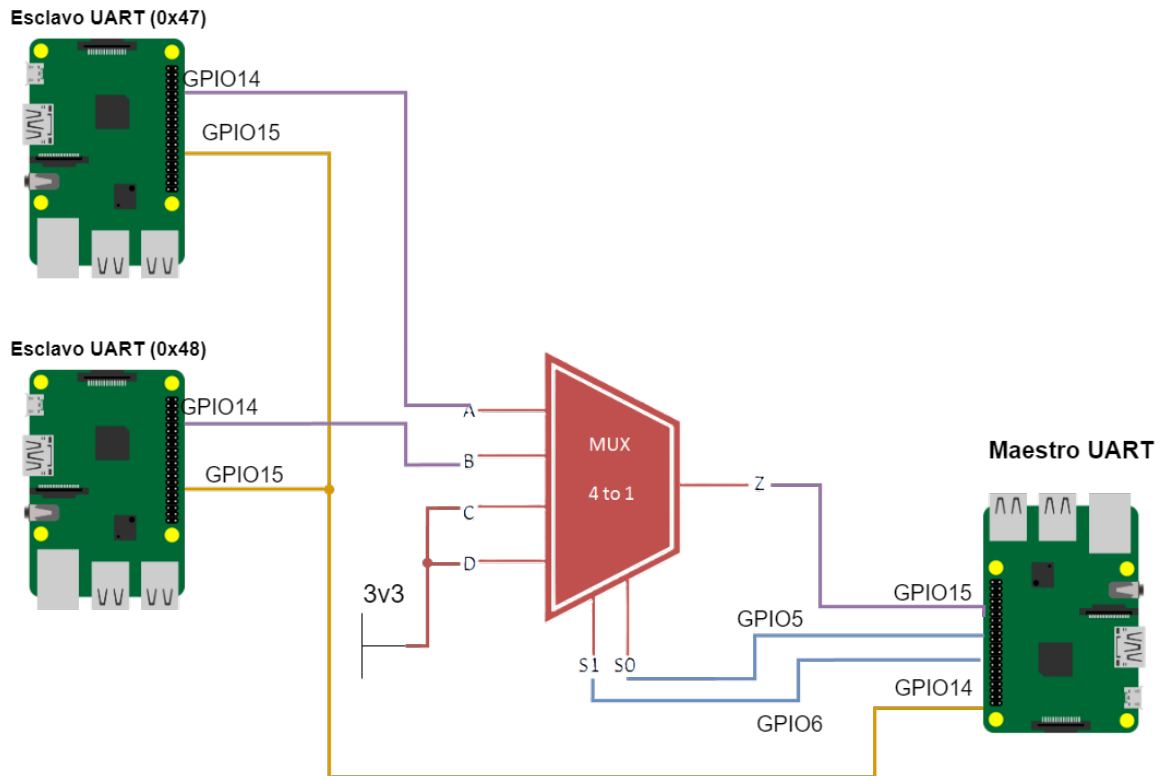 Esclavo UART (0x47)
GPIO14
GPIO15
Esclavo UART (0x48)
GPIO14
GPIO15
A
B
C
D
3v3
MUX
4 to 1
Z
S1 S0
Maestro UART
GPIO15
GPIO5
GPIO14
GPIO6